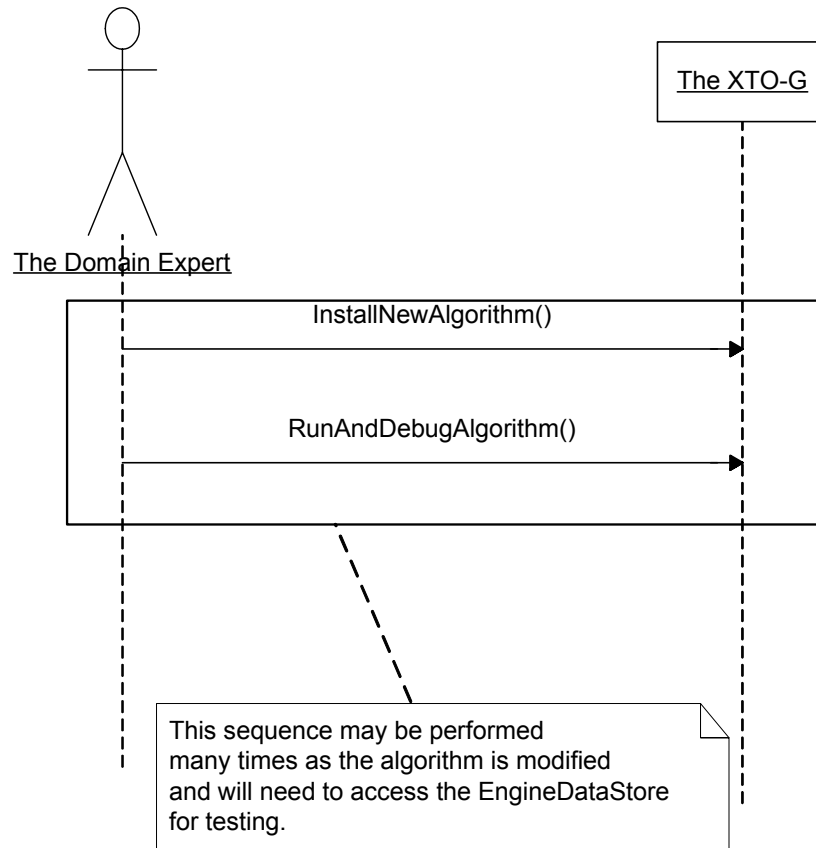 The XTO-G
The Domain Expert
InstallNewAlgorithm()
RunAndDebugAlgorithm()
This sequence may be performed
many times as the algorithm is modified
and will need to access the EngineDataStore
for testing.